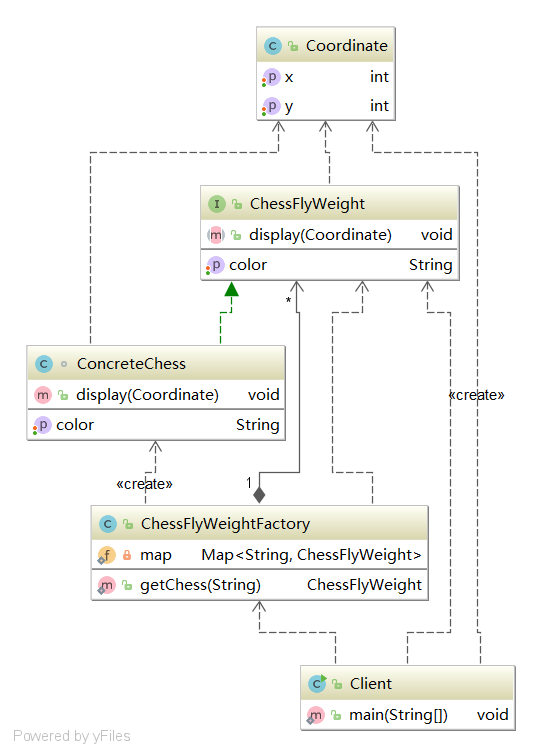 Coordinate
x int
y int
ChessFlyWeight
display(Coordinate) void
color String
*
ConcreteChess
display(Coordinate) void
color String
«create»
«create»
1
ChessFlyWeightFactory
map Map<String, ChessFlyWeight>
getChess(String) ChessFlyWeight
Client
main(String[]) void
Powered by yFiles